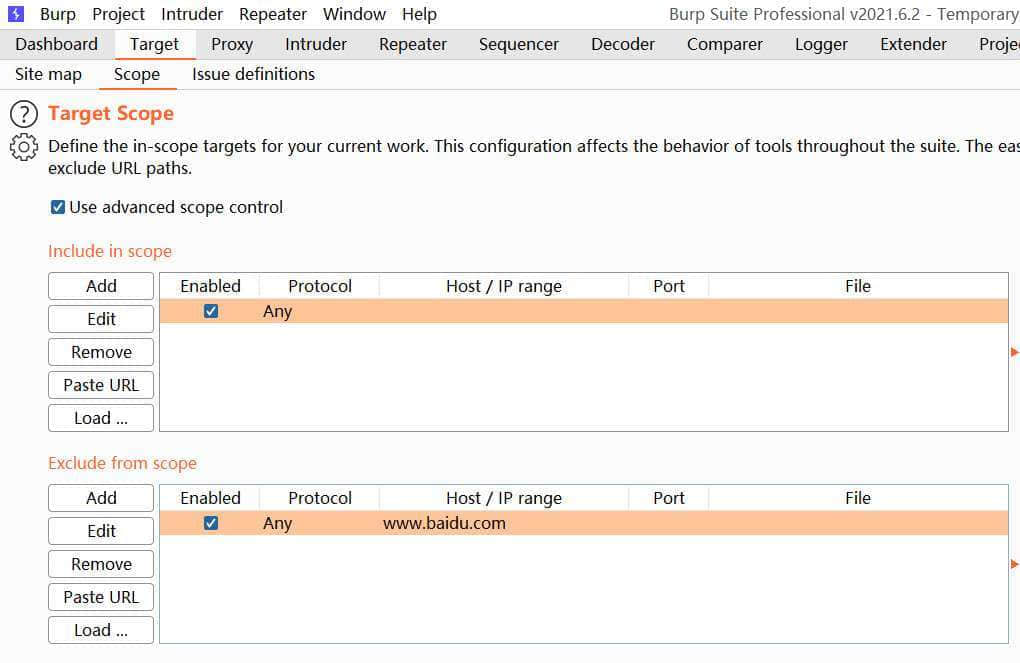 Burp Project Intruder Repeater Window Help Burp Suite Professional v2021.6.2 - Temporary
Dashboard Target Proxy Intruder Repeater Sequencer Decoder Comparer Logger Extender Proje
Site map Scope Issue definitions
? Target Scope
Define the in-scope targets for your current work. This configuration affects the behavior of tools throughout the suite. The eas
exclude URL paths.
Use advanced scope control
Include in scope
Add Enabled Protocol Host / IP range Port File
Any
Edit
Remove
Paste URL
Load ...
Exclude from scope
Add Enabled Protocol Host / IP range Port File
Any www.baidu.com
Edit
Remove
Paste URL
Load ...